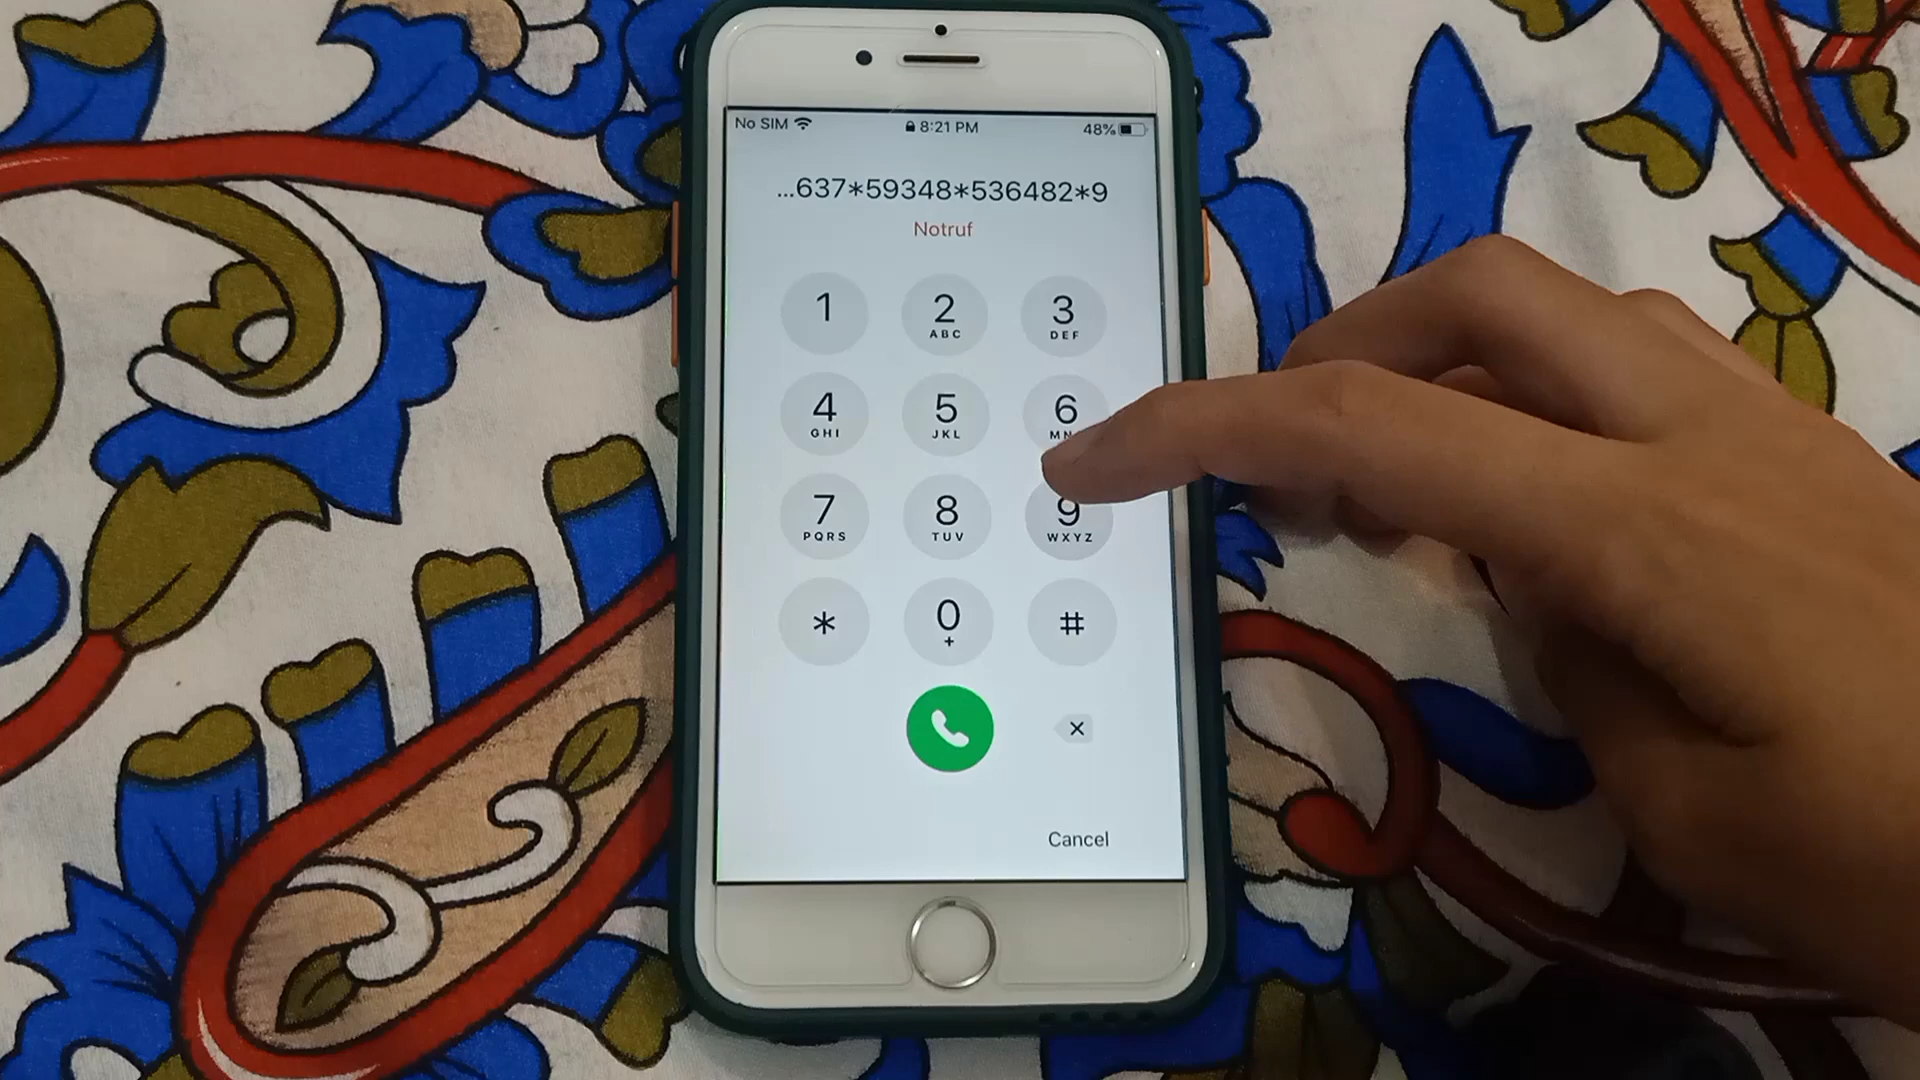 No SIM 8:21 PM 48%
...637*59348*536482*9
Notruf
1 2 3
ABC DEF
4 5 6
GHI JKL
7 8 9
PQRS TUV WXYZ
* 0 #
+
Cancel